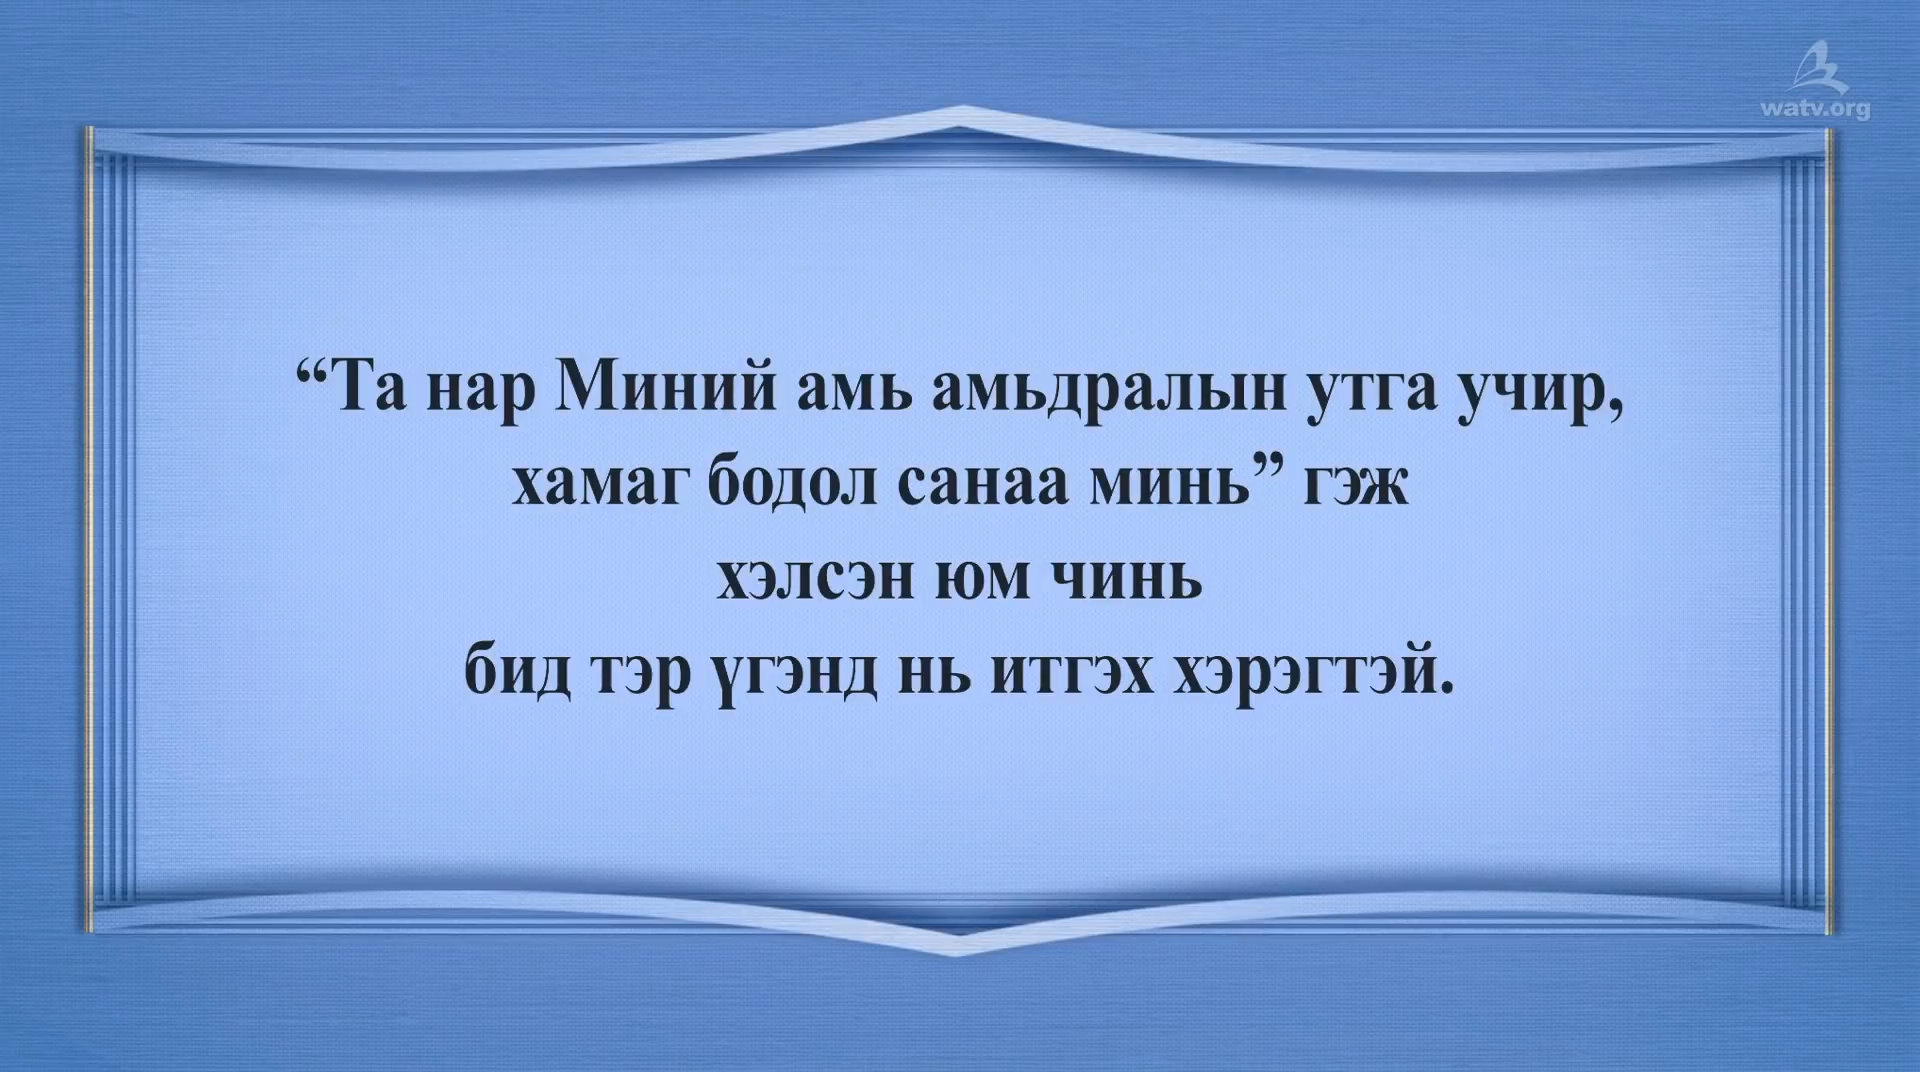 watv.org
“Та нар Миний амь амьдралын утга учир,
хамаг бодол санаа минь” гэж
хэлсэн юм чинь
бид тэр үгэнд нь итгэх хэрэгтэй.